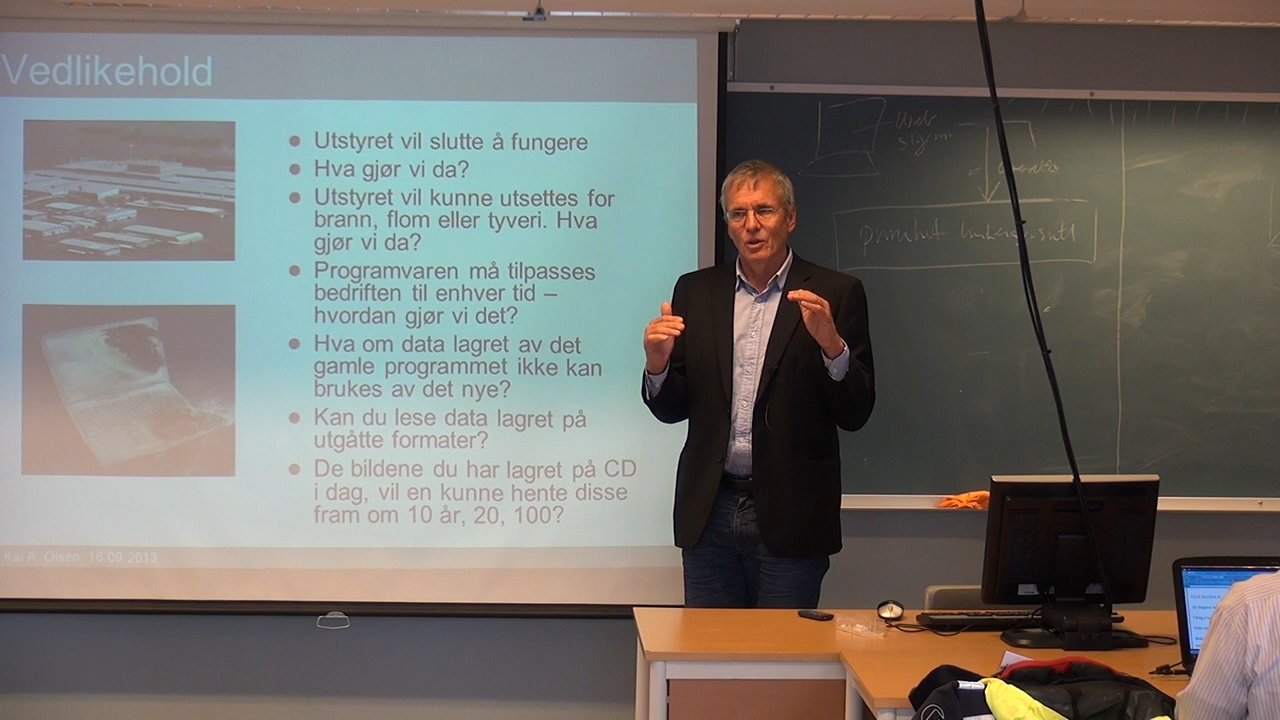 Vedlikehold
● Utstyret vil slutte å fungere
● Hva gjør vi da?
● Utstyret vil kunne utsettes for
brann, flom eller tyveri. Hva
gjør vi da?
● Programvaren må tilpasses
bedriften til enhver tid –
hvordan gjør vi det?
● Hva om data lagret av det
gamle programmet ikke kan
brukes av det nye?
● Kan du lese data lagret på
utgåtte formater?
● De bildene du har lagret på CD
i dag, vil en kunne hente disse
fram om 10 år, 20, 100?
Kai A. Olsen, 16.09.2013